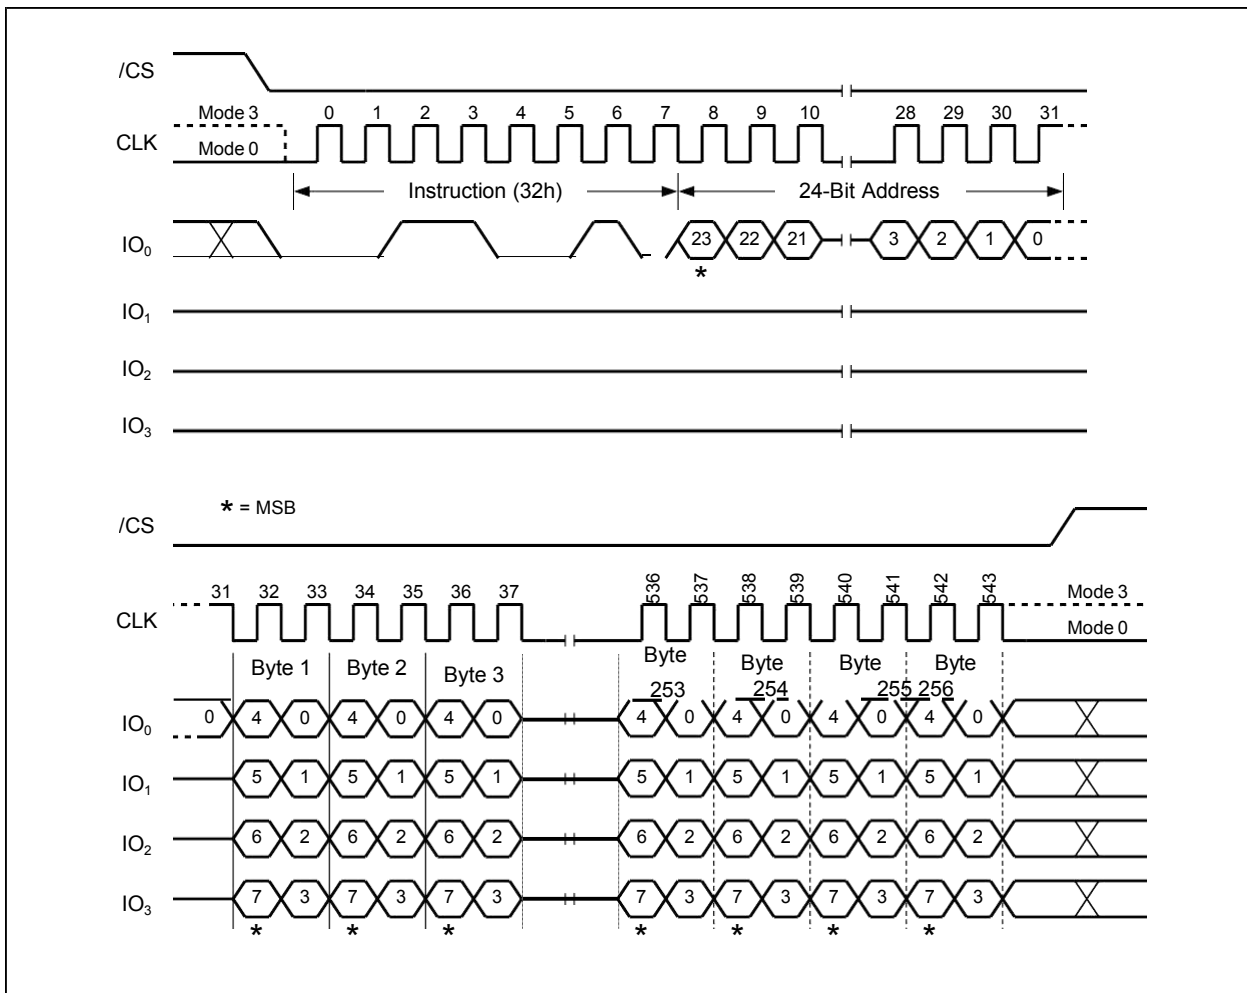 /CS
Mode 3 0 1 2 3 4 5 6 7 8 9 10 28 29 30 31
CLK
Mode 0
Instruction (32h) 24-Bit Address
IO0 23 22 21 3 2 1 0
*
IO1
IO2
IO3
* = MSB
/CS
31 32 33 34 35 36 37 536 537 538 539 540 541 542 543 Mode 3
CLK
Mode 0
Byte 1 Byte 2 Byte 3 Byte 253 Byte 254 Byte 255 Byte 256
IO0 0 4 0 4 0 4 0 4 0 4 0 4 0 4 0
IO1 5 1 5 1 5 1 5 1 5 1 5 1 5 1
IO2 6 2 6 2 6 2 6 2 6 2 6 2 6 2
IO3 7 3 7 3 7 3 7 3 7 3 7 3 7 3
* * * * * * *